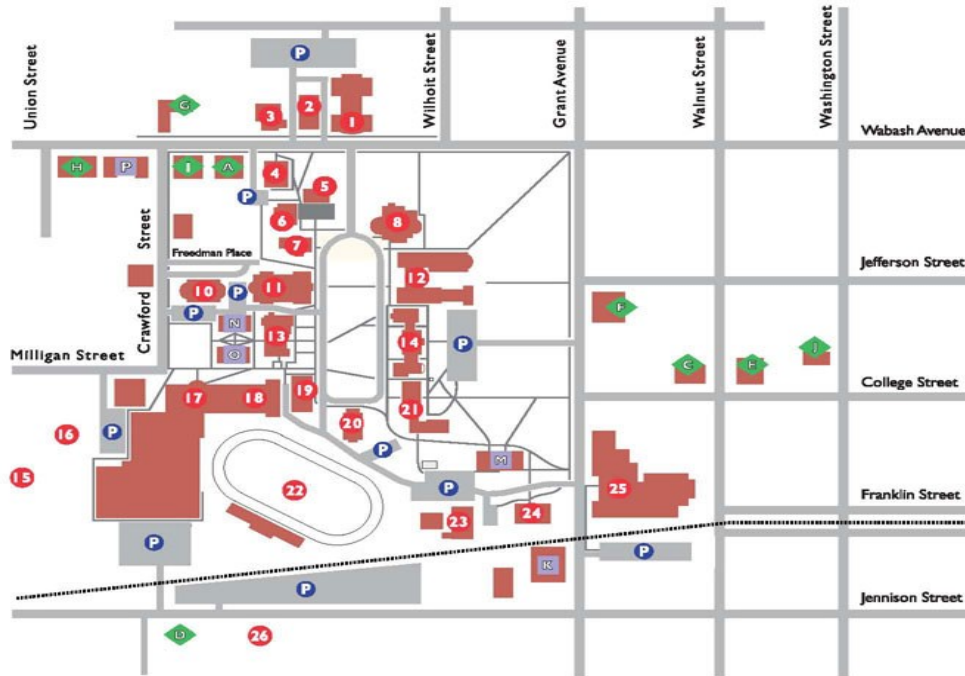 Union Street
Wilhoit Street
Grant Avenue
Walnut Street
Washington Street
P
G
3
2
1
Wabash Avenue
H
P
I
A
4
5
P
6
8
7
Crawford Street
Freedman Place
F
Jefferson Street
12
11
10
P
P
N
13
14
P
O
Milligan Street
C
E
J
College Street
17
18
19
21
20
16
P
P
M
15
22
P
25
Franklin Street
23
24
P
P
K
P
Jennison Street
D
26